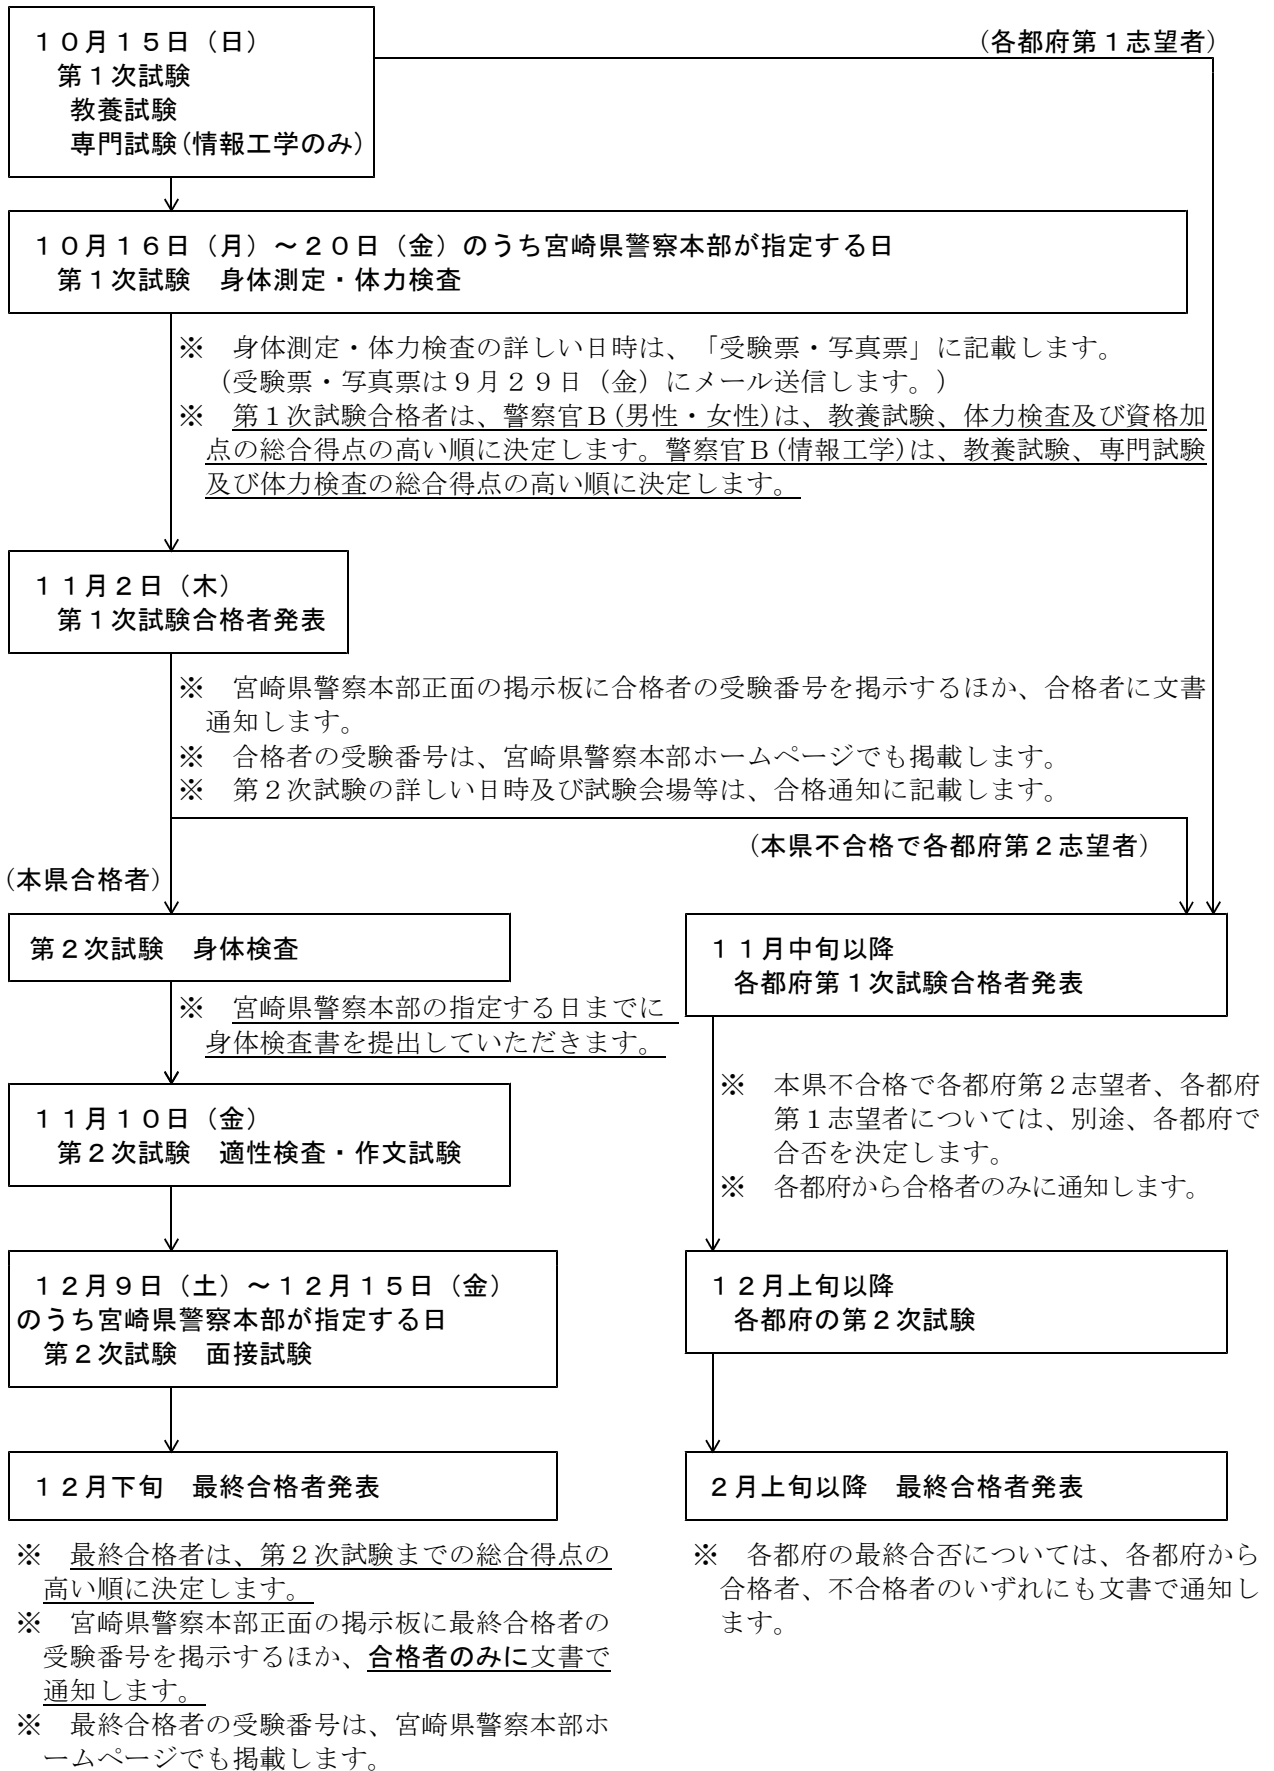 １０月１５日（日）
第１次試験
教養試験
専門試験(情報工学のみ)
（各都府第１志望者）
１０月１６日（月）～２０日（金）のうち宮崎県警察本部が指定する日
第１次試験　身体測定・体力検査
※　身体測定・体力検査の詳しい日時は、「受験票・写真票」に記載します。
（受験票・写真票は９月２９日（金）にメール送信します。）
※　第１次試験合格者は、警察官Ｂ(男性・女性)は、教養試験、体力検査及び資格加
点の総合得点の高い順に決定します。警察官Ｂ(情報工学)は、教養試験、専門試験
及び体力検査の総合得点の高い順に決定します。
１１月２日（木）
第１次試験合格者発表
※　宮崎県警察本部正面の掲示板に合格者の受験番号を掲示するほか、合格者に文書
通知します。
※　合格者の受験番号は、宮崎県警察本部ホームページでも掲載します。
※　第２次試験の詳しい日時及び試験会場等は、合格通知に記載します。
（本県不合格で各都府第２志望者）
（本県合格者）
第２次試験　身体検査
※　宮崎県警察本部の指定する日までに
身体検査書を提出していただきます。
１１月１０日（金）
第２次試験　適性検査・作文試験
１２月９日（土）～１２月１５日（金）
のうち宮崎県警察本部が指定する日
第２次試験　面接試験
１２月下旬　最終合格者発表
※　最終合格者は、第２次試験までの総合得点の
高い順に決定します。
※　宮崎県警察本部正面の掲示板に最終合格者の
受験番号を掲示するほか、合格者のみに文書で
通知します。
※　最終合格者の受験番号は、宮崎県警察本部ホ
ームページでも掲載します。
１１月中旬以降
各都府第１次試験合格者発表
※　本県不合格で各都府第２志望者、各都府
第１志望者については、別途、各都府で
合否を決定します。
※　各都府から合格者のみに通知します。
１２月上旬以降
各都府の第２次試験
２月上旬以降　最終合格者発表
※　各都府の最終合否については、各都府から
合格者、不合格者のいずれにも文書で通知し
ます。